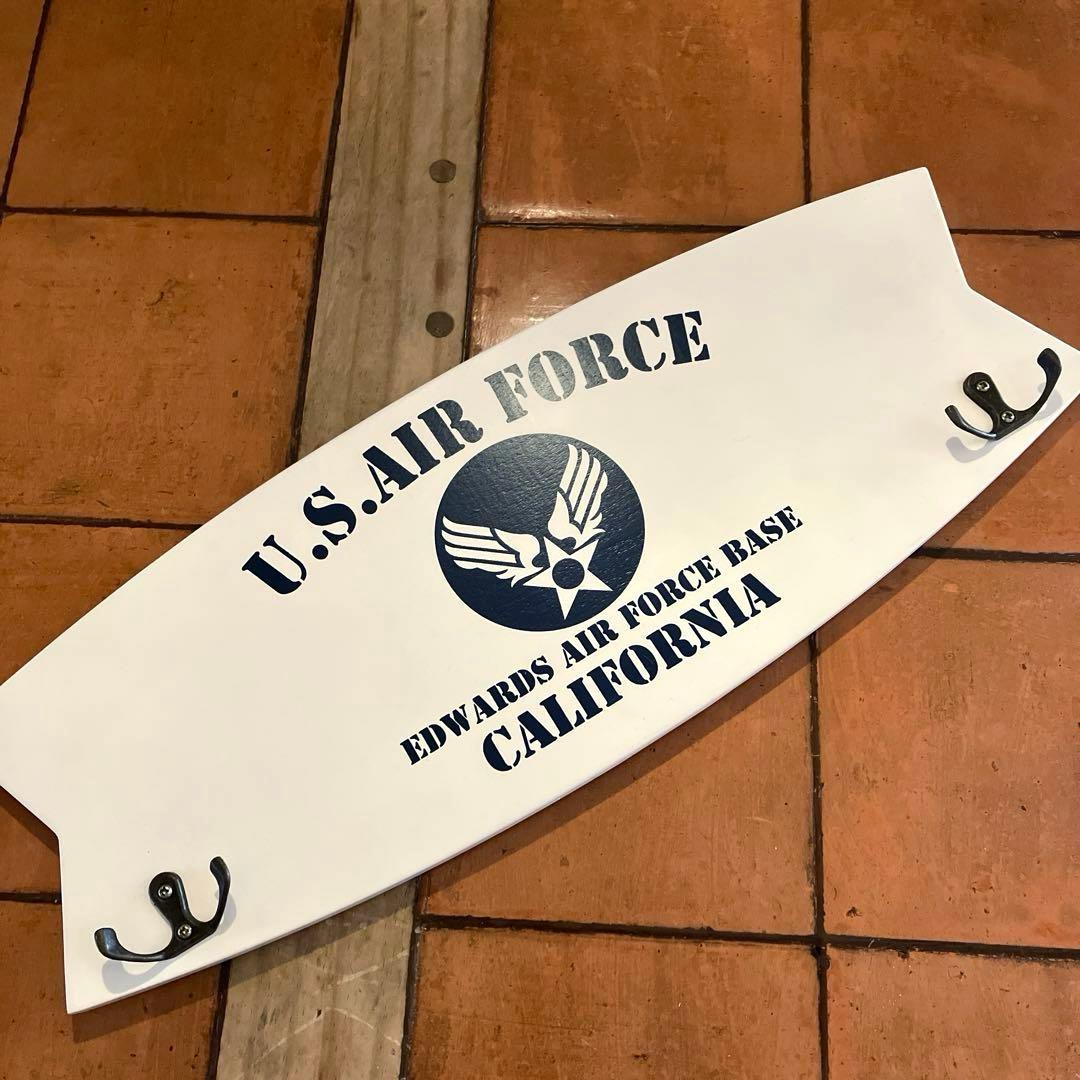 U.S.AIR FORCE
EDWARDS AIR FORCE BASE
CALIFORNIA